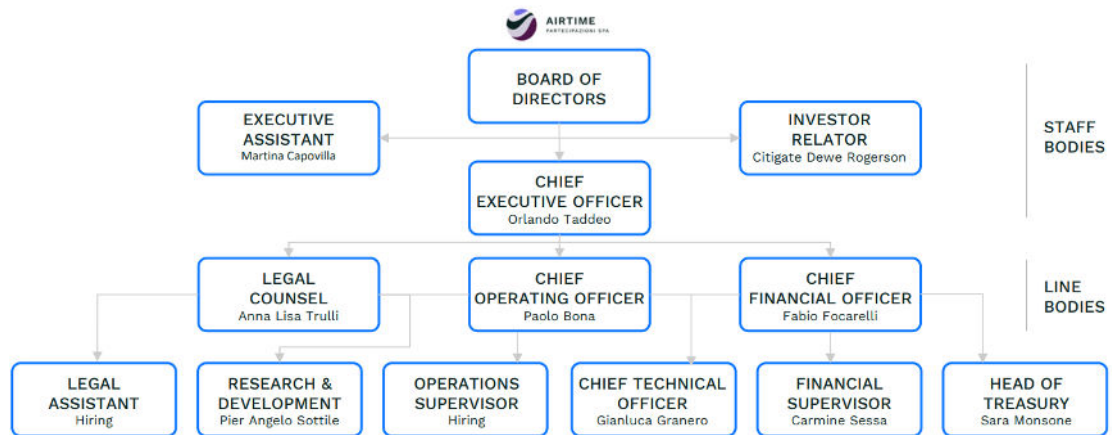 AIRTIME
PARTECIPAZIONI SPA
BOARD OF
DIRECTORS
EXECUTIVE
ASSISTANT
Martina Capovilla
INVESTOR
RELATOR
Citigate Dewe Rogerson
STAFF
BODIES
CHIEF
EXECUTIVE OFFICER
Orlando Taddeo
LEGAL
COUNSEL
Anna Lisa Trulli
CHIEF
OPERATING OFFICER
Paolo Bona
CHIEF
FINANCIAL OFFICER
Fabio Focarelli
LINE
BODIES
LEGAL
ASSISTANT
Hiring
RESEARCH &
DEVELOPMENT
Pier Angelo Sottile
OPERATIONS
SUPERVISOR
Hiring
CHIEF TECHNICAL
OFFICER
Gianluca Granero
FINANCIAL
SUPERVISOR
Carmine Sessa
HEAD OF
TREASURY
Sara Monsone